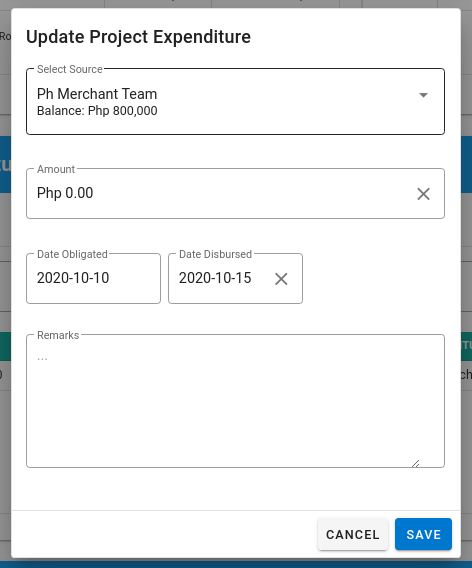 Update Project Expenditure
Select Source
Ph Merchant Team
Balance: Php 800,000
Amount
Php 0.00
Date Obligated
2020-10-10
Date Disbursed
2020-10-15
Remarks
...
CANCEL
SAVE